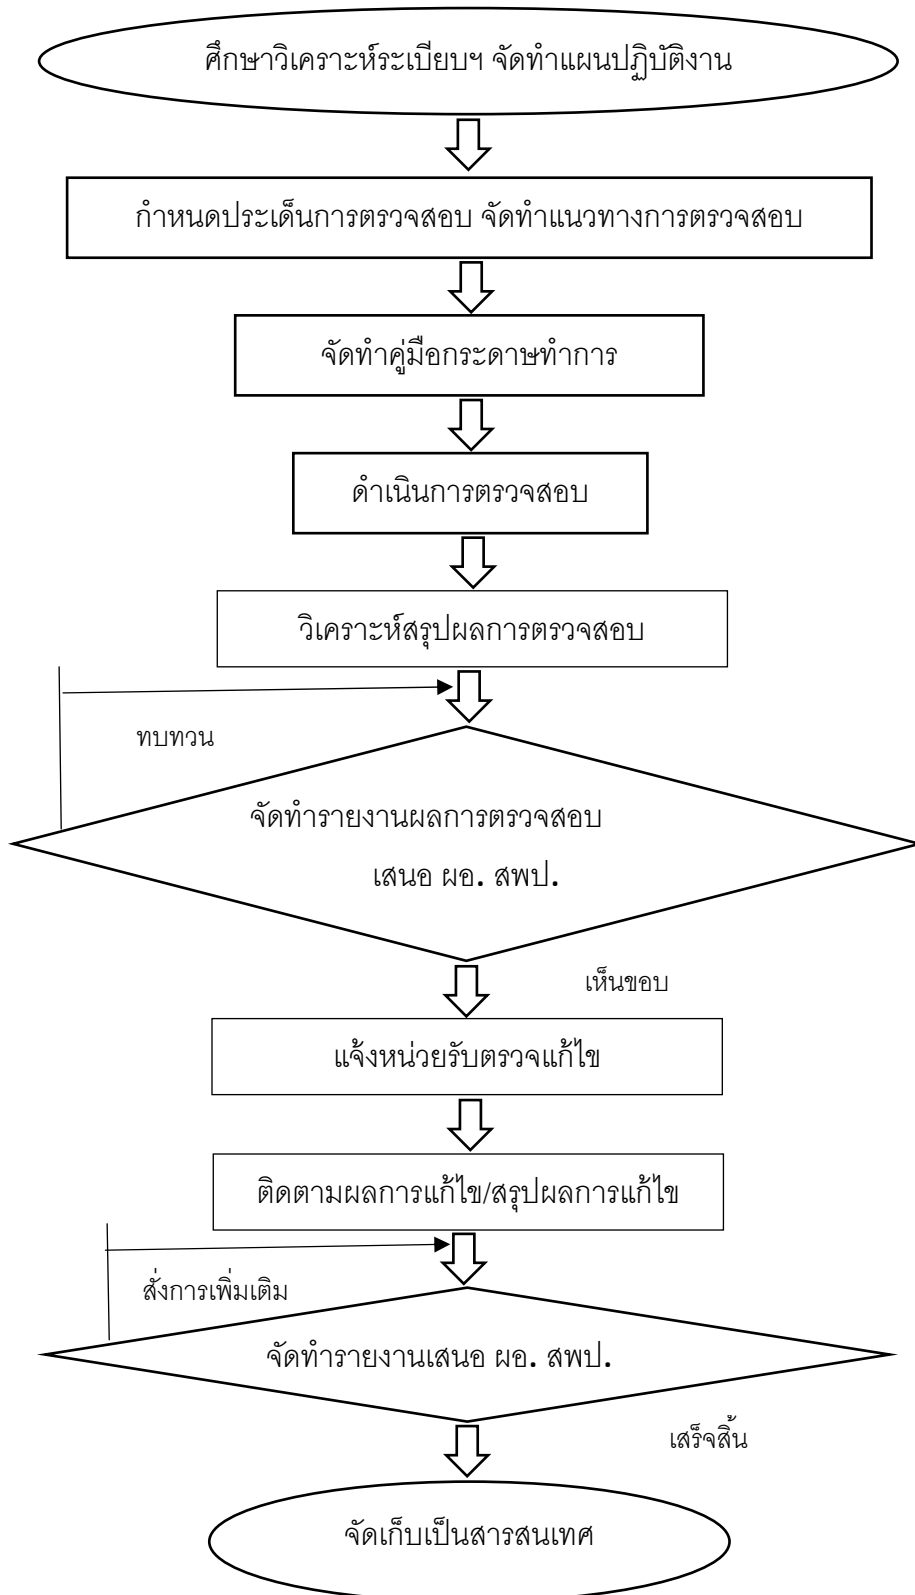 ศึกษาวิเคราะห์ระเบียบฯ จัดทำแผนปฏิบัติงาน
กำหนดประเด็นการตรวจสอบ จัดทำแนวทางการตรวจสอบ
จัดทำคู่มือกระดาษทำการ
ดำเนินการตรวจสอบ
วิเคราะห์สรุปผลการตรวจสอบ
ทบทวน
จัดทำรายงานผลการตรวจสอบ
เสนอ ผอ. สพป.
เห็นขอบ
แจ้งหน่วยรับตรวจแก้ไข
ติดตามผลการแก้ไข/สรุปผลการแก้ไข
สั่งการเพิ่มเติม
จัดทำรายงานเสนอ ผอ. สพป.
เสร็จสิ้น
จัดเก็บเป็นสารสนเทศ